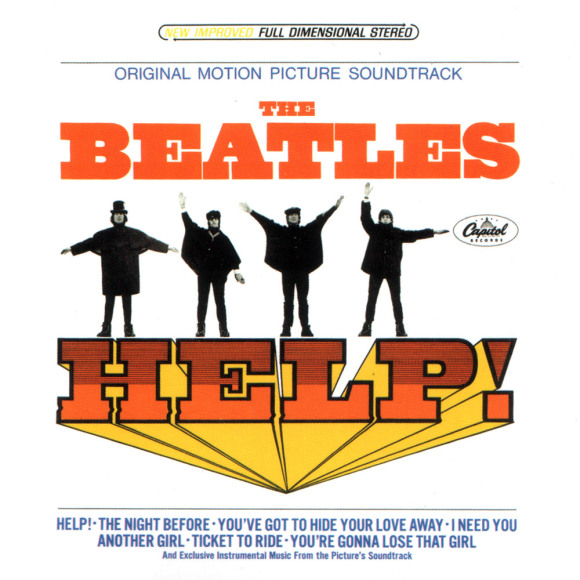 NEW IMPROVED FULL DIMENSIONAL STEREO
ORIGINAL MOTION PICTURE SOUNDTRACK
THE
BEATLES
Capitol
RECORDS
HELP!
HELP! · THE NIGHT BEFORE · YOU'VE GOT TO HIDE YOUR LOVE AWAY · I NEED YOU
ANOTHER GIRL · TICKET TO RIDE · YOU'RE GONNA LOSE THAT GIRL
And Exclusive Instrumental Music From the Picture's Soundtrack